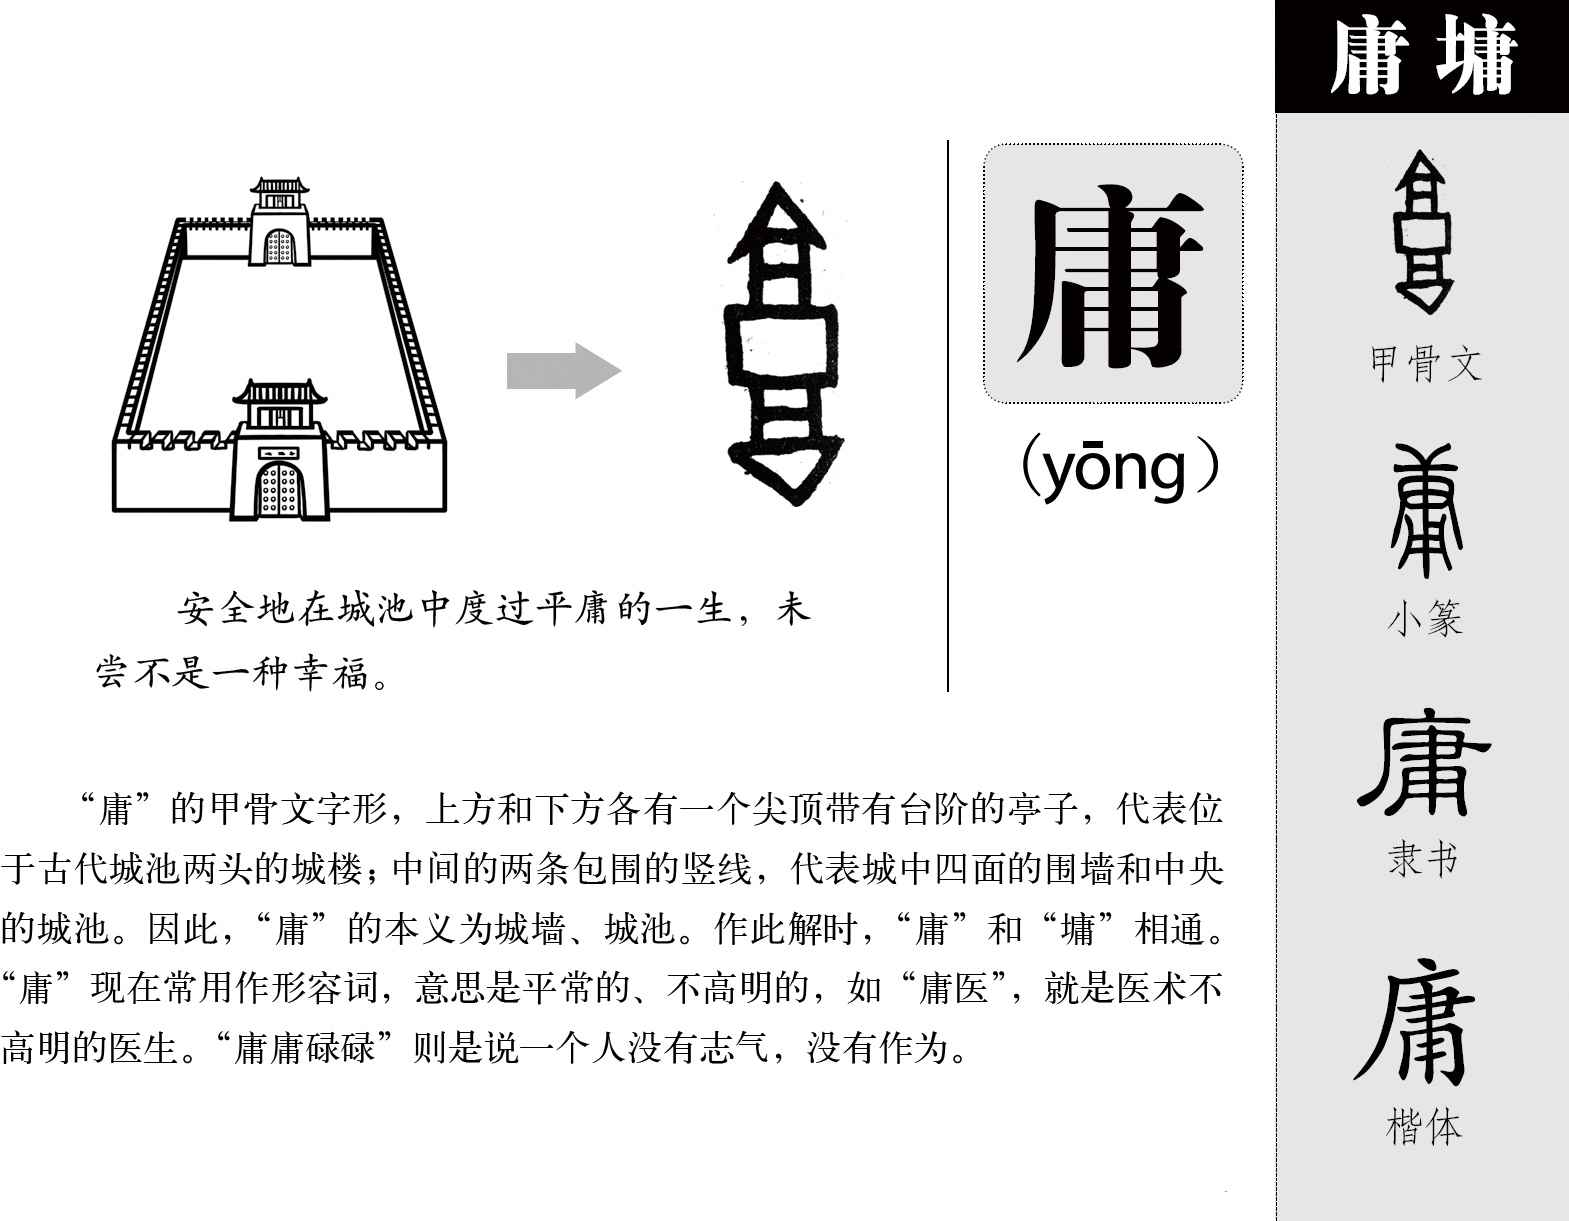 庸 墉
庸
（yōng）
安全地在城池中度过平庸的一生，未
尝不是一种幸福。
“庸”的甲骨文字形，上方和下方各有一个尖顶带有台阶的亭子，代表位
于古代城池两头的城楼；中间的两条包围的竖线，代表城中四面的围墙和中央
的城池。因此，“庸”的本义为城墙、城池。作此解时，“庸”和“墉”相通。
“庸”现在常用作形容词，意思是平常的、不高明的，如“庸医”，就是医术不
高明的医生。“庸庸碌碌”则是说一个人没有志气，没有作为。
甲骨文
庸
小篆
庸
隶书
庸
楷体